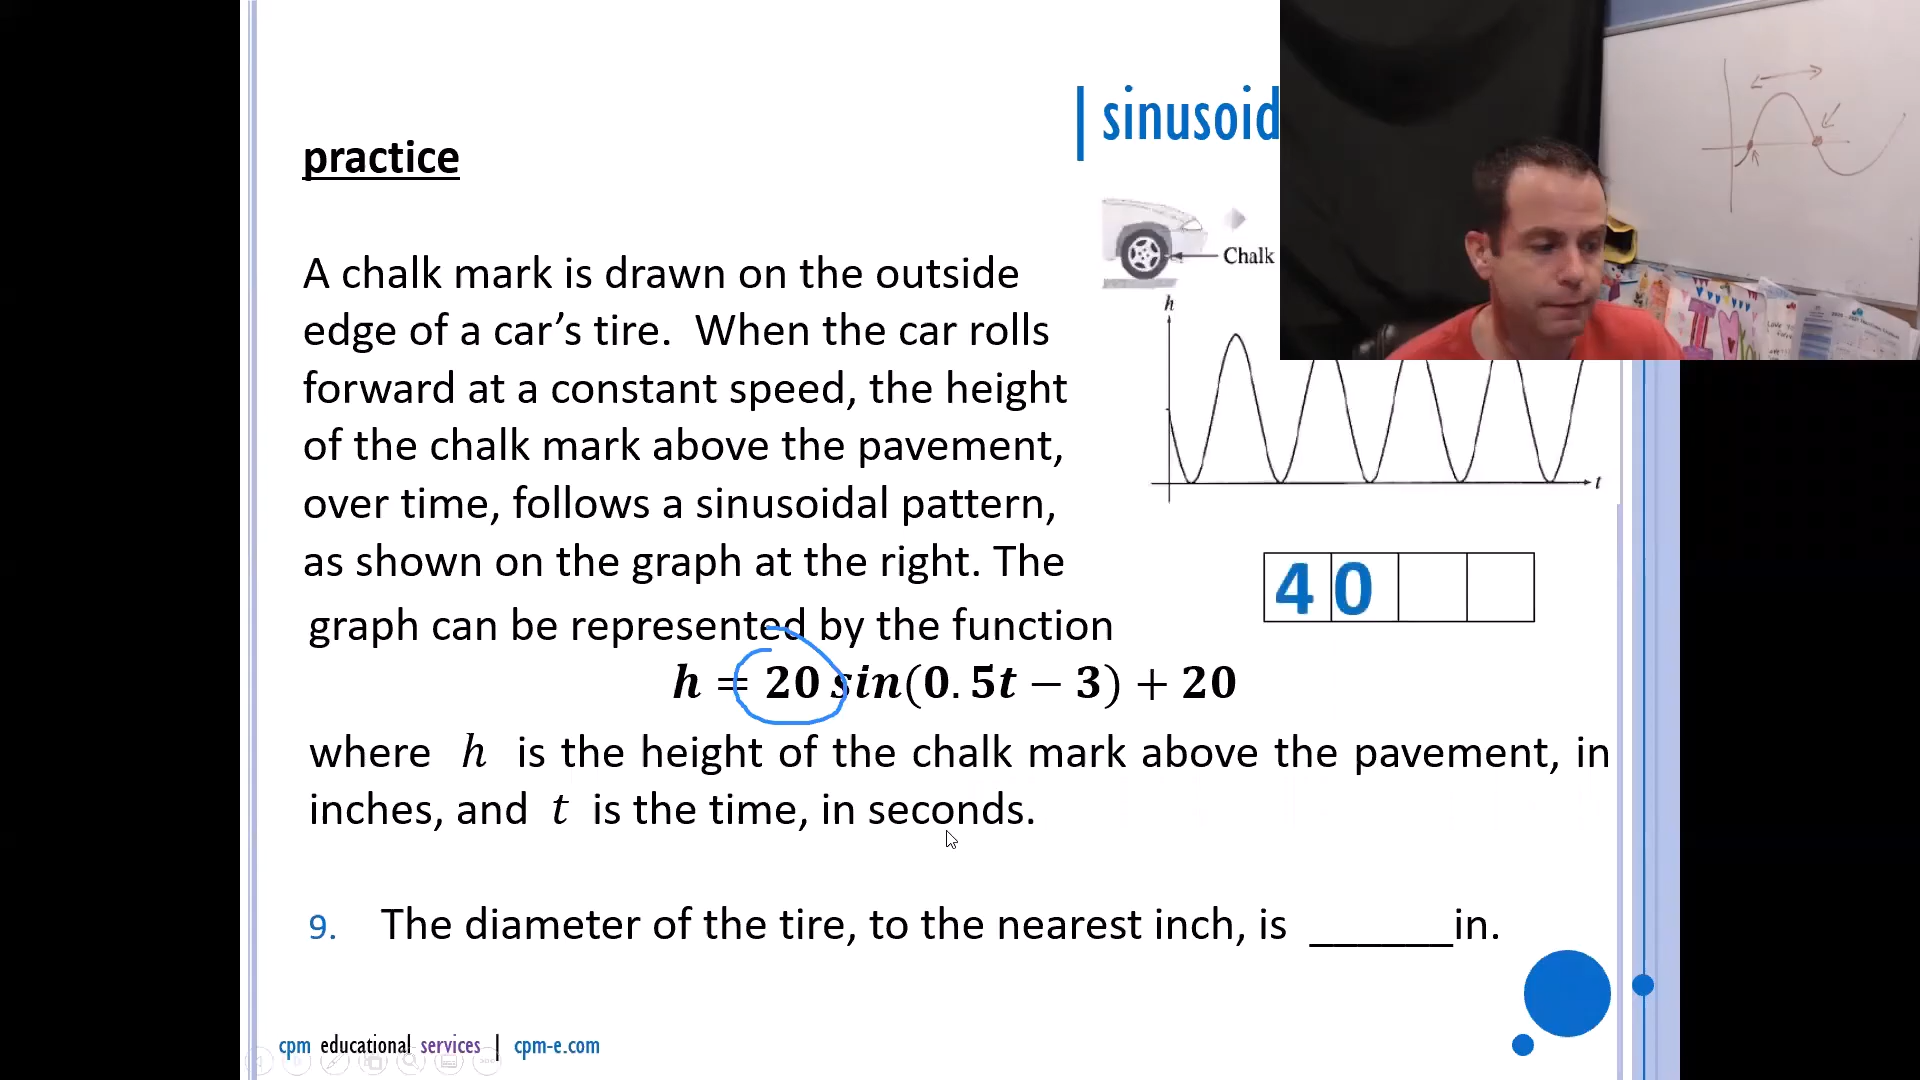 sinusoid
practice
Chalk
h
A chalk mark is drawn on the outside
edge of a car’s tire. When the car rolls
forward at a constant speed, the height
of the chalk mark above the pavement,
over time, follows a sinusoidal pattern,
as shown on the graph at the right. The
t
40
graph can be represented by the function
h = 20 sin(0.5t − 3) + 20
where h is the height of the chalk mark above the pavement, in
inches, and t is the time, in seconds.
9. The diameter of the tire, to the nearest inch, is ______in.
cpm educational services | cpm-e.com